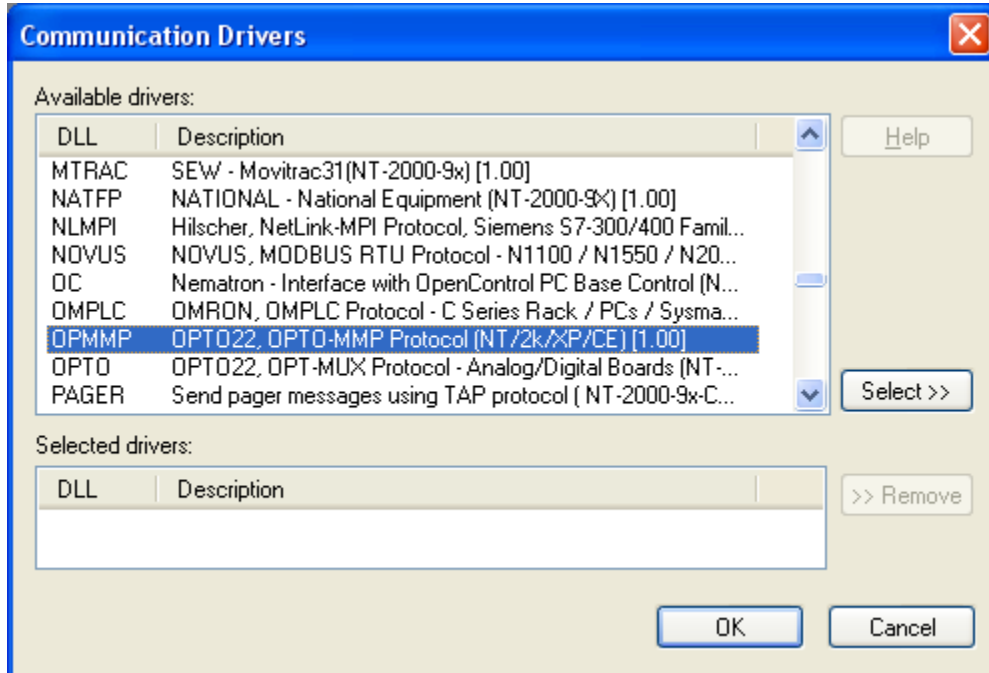 Communication Drivers
Available drivers:
DLL Description
MTRAC SEW - Movitrac31(NT-2000-9x) [1.00]
NATFP NATIONAL - National Equipment (NT-2000-9X) [1.00]
NLMPI Hilscher, NetLink-MPI Protocol, Siemens S7-300/400 Famil...
NOVUS NOVUS, MODBUS RTU Protocol - N1100 / N1550 / N20...
OC Nematron - Interface with OpenControl PC Base Control (N...
OMPLC OMRON, OMPLC Protocol - C Series Rack / PCs / Sysma...
OPMMP OPTO22, OPTO-MMP Protocol (NT/2k/XP/CE) [1.00]
OPTO OPTO22, OPT-MUX Protocol - Analog/Digital Boards (NT-...
PAGER Send pager messages using TAP protocol ( NT-2000-9x-C...
Help
Select >>
Selected drivers:
DLL Description
>> Remove
OK Cancel